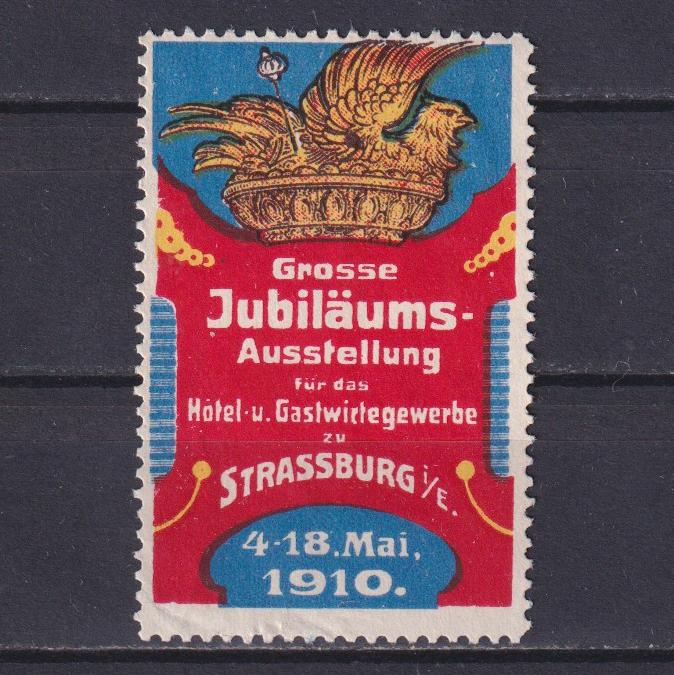 Grosse
Jubiläums-
Ausstellung
für das
Hôtel-u. Gastwirtegewerbe
zu
STRASSBURG i/E.
4-18. Mai,
1910.